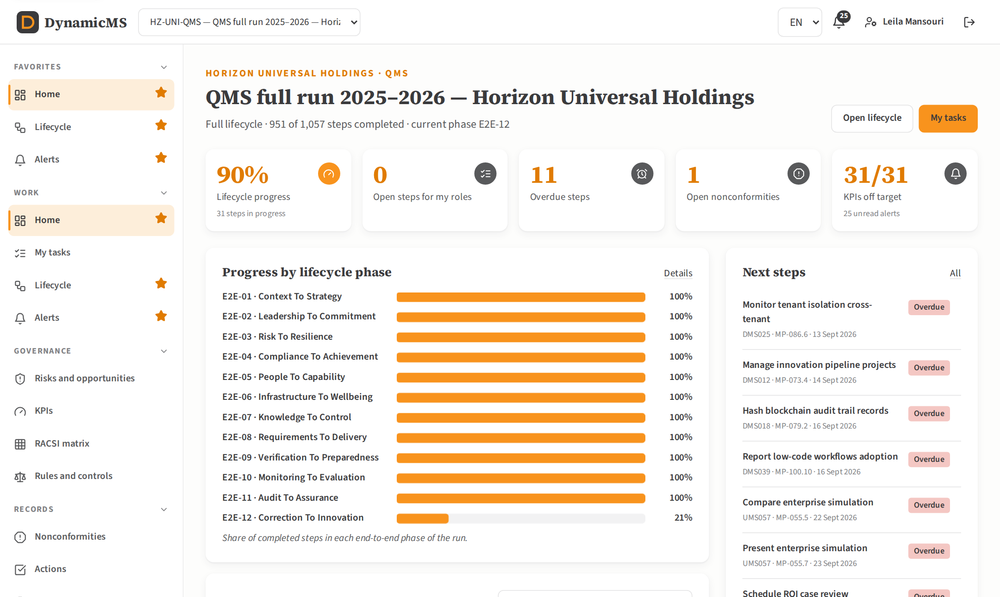 DynamicMS
HZ-UNI-QMS — QMS full run 2025–2026 — Hori
EN
25
Leila Mansouri
FAVORITES
Home
Lifecycle
Alerts
WORK
Home
My tasks
Lifecycle
Alerts
GOVERNANCE
Risks and opportunities
KPIs
RACSI matrix
Rules and controls
RECORDS
Nonconformities
Actions
HORIZON UNIVERSAL HOLDINGS · QMS
QMS full run 2025–2026 — Horizon Universal Holdings
Full lifecycle · 951 of 1,057 steps completed · current phase E2E-12
Open lifecycle
My tasks
90%
Lifecycle progress
31 steps in progress
0
Open steps for my roles
11
Overdue steps
1
Open nonconformities
31/31
KPIs off target
25 unread alerts
Progress by lifecycle phase
Details
E2E-01 · Context To Strategy 100%
E2E-02 · Leadership To Commitment 100%
E2E-03 · Risk To Resilience 100%
E2E-04 · Compliance To Achievement 100%
E2E-05 · People To Capability 100%
E2E-06 · Infrastructure To Wellbeing 100%
E2E-07 · Knowledge To Control 100%
E2E-08 · Requirements To Delivery 100%
E2E-09 · Verification To Preparedness 100%
E2E-10 · Monitoring To Evaluation 100%
E2E-11 · Audit To Assurance 100%
E2E-12 · Correction To Innovation 21%
Share of completed steps in each end-to-end phase of the run.
Next steps
All
Monitor tenant isolation cross-
tenant
Overdue
DMS025 · MP-086.6 · 13 Sept 2026
Manage innovation pipeline projects
Overdue
DMS012 · MP-073.4 · 14 Sept 2026
Hash blockchain audit trail records
Overdue
DMS018 · MP-079.2 · 16 Sept 2026
Report low-code workflows adoption
Overdue
DMS039 · MP-100.10 · 16 Sept 2026
Compare enterprise simulation
Overdue
UMS057 · MP-055.5 · 22 Sept 2026
Present enterprise simulation
Overdue
UMS057 · MP-055.7 · 23 Sept 2026
Schedule ROI case review
Overdue